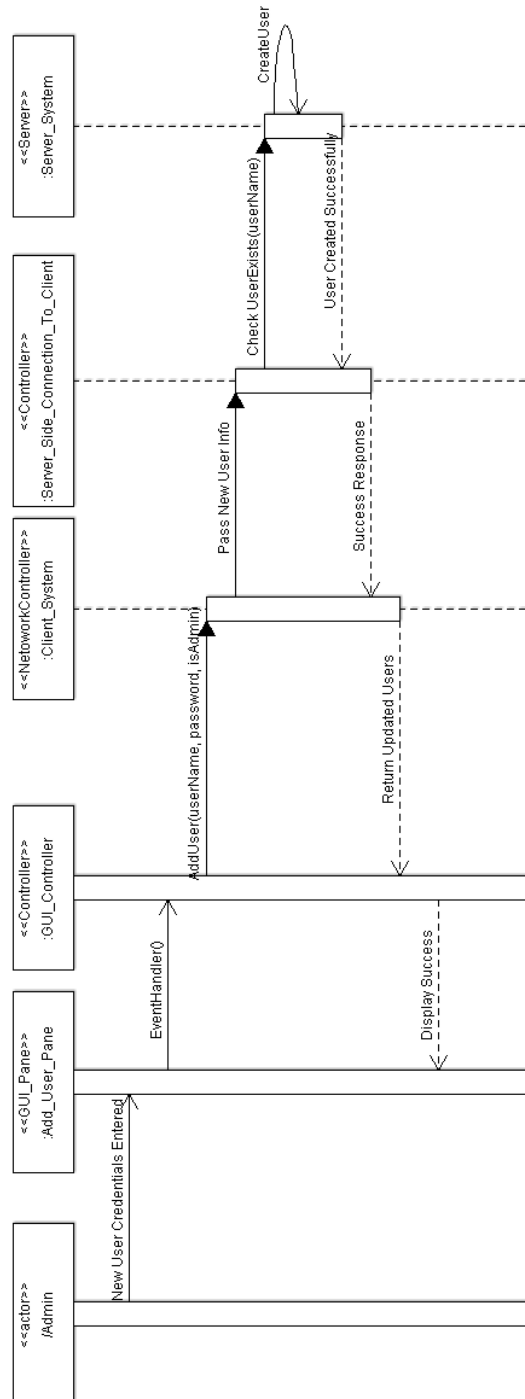 <<actor>>
/Admin
<<GUI_Pane>>
:Add_User_Pane
<<Controller>>
:GUI_Controller
<<NetoworkController>>
:Client_System
<<Controller>>
:Server_Side_Connection_To_Client
<<Server>>
:Server_System
New User Credentials Entered
EventHandler()
AddUser(userName, password, isAdmin)
Pass New User Info
Check UserExists(userName)
CreateUser
User Created Successfully
Success Response
Return Updated Users
Display Success